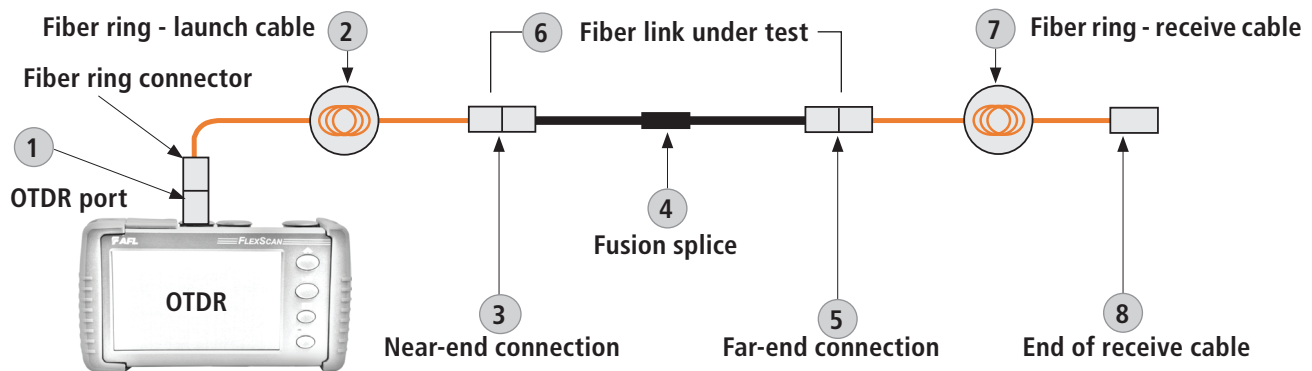 Fiber ring - launch cable
2
6
Fiber link under test
7
Fiber ring - receive cable
Fiber ring connector
1
OTDR port
4
Fusion splice
AFL
FLEXSCAN
OTDR
3
Near-end connection
5
Far-end connection
8
End of receive cable